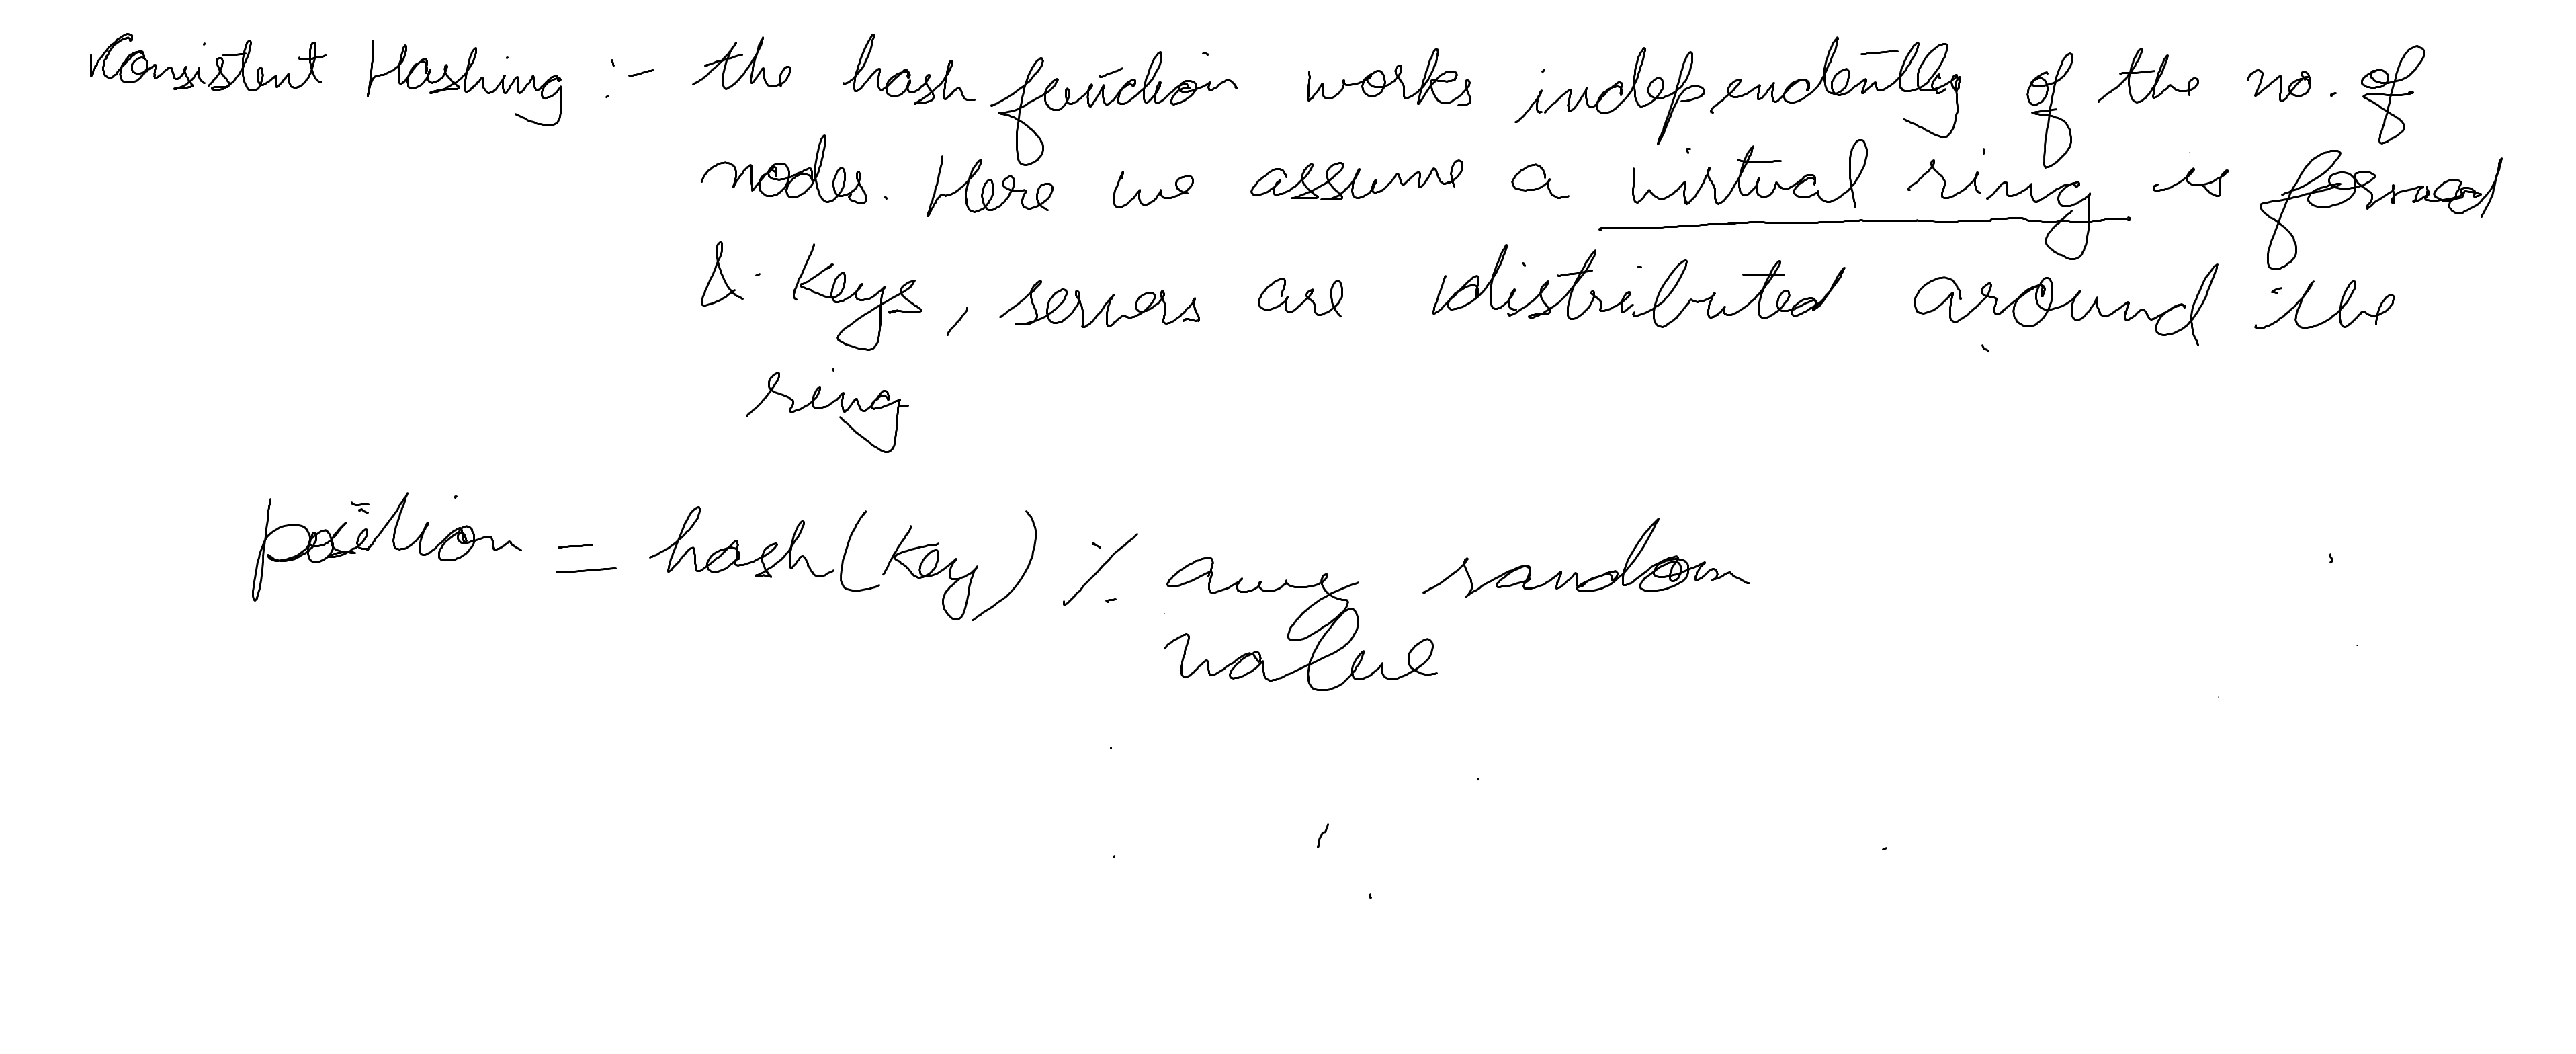 Consistent Hashing :- the hash function works independently of the no. of
nodes. Here we assume a virtual ring is formed
& keys, servers are distributed around the
ring
position = hash(key) % any random
value